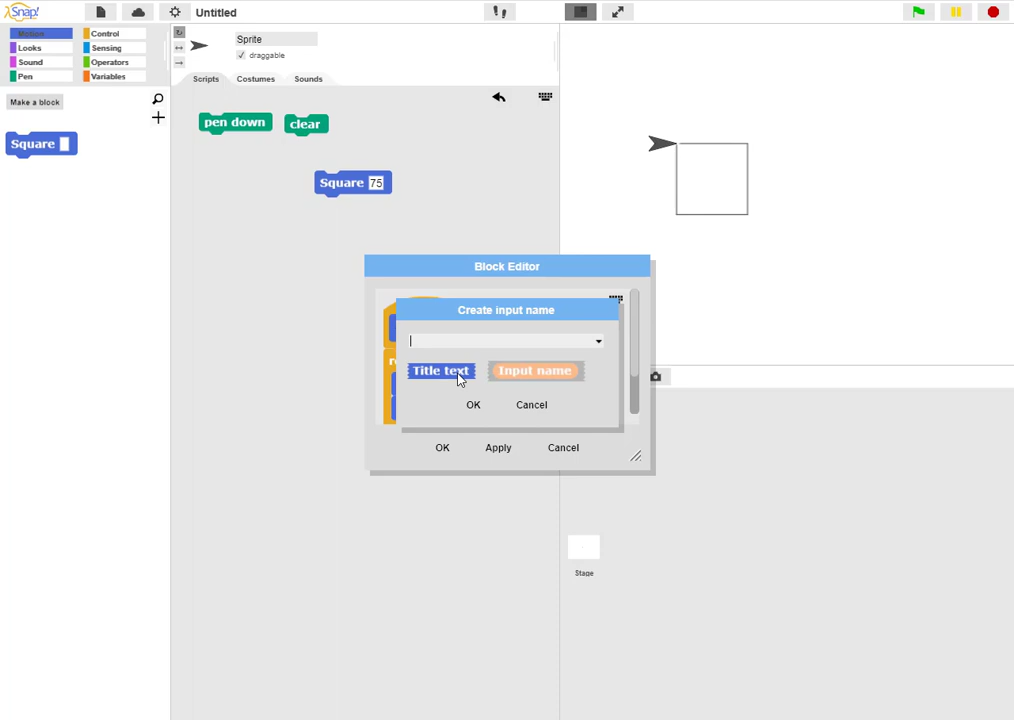 Snap!
Untitled
Motion
Control
Looks
Sensing
Sound
Operators
Pen
Variables
Make a block
Square
Sprite
draggable
Scripts
Costumes
Sounds
pen down
clear
Square 75
Block Editor
Create input name
Title text
Input name
OK
Cancel
OK
Apply
Cancel
Stage